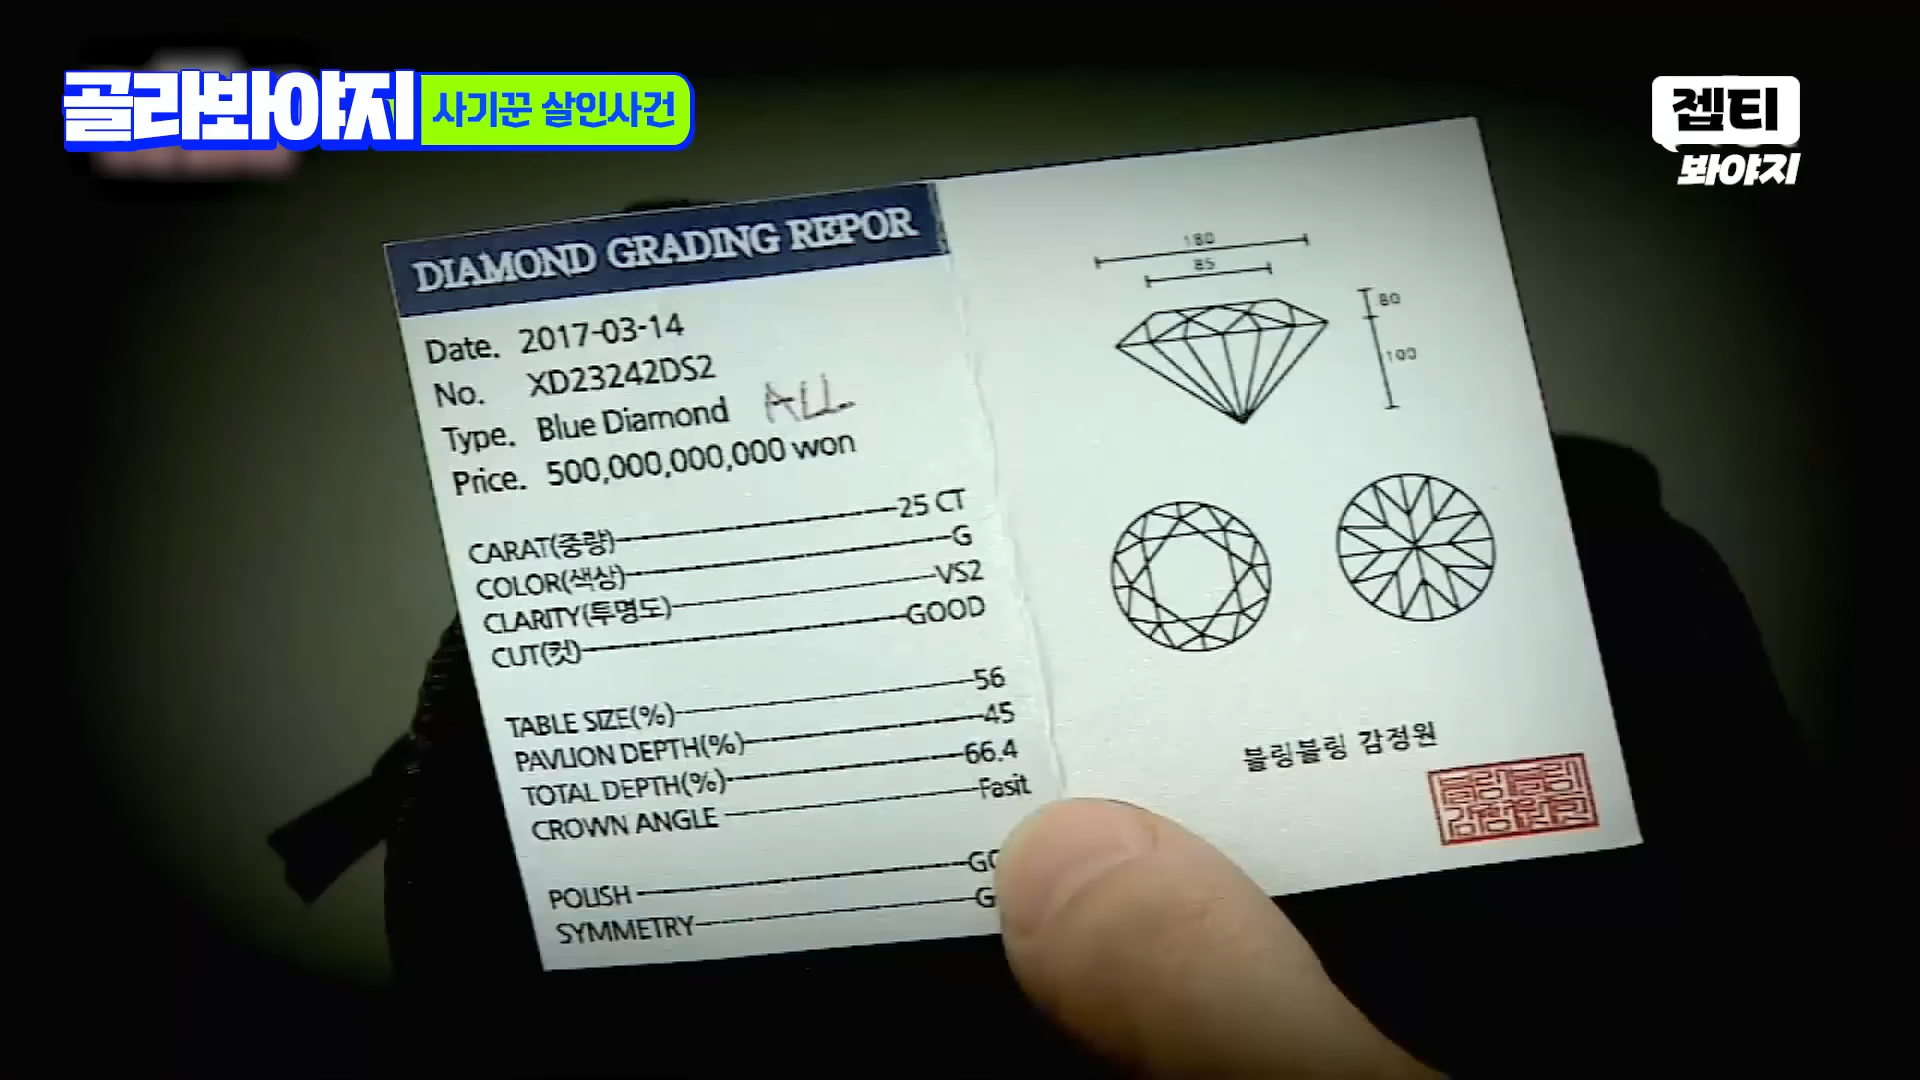 골라봐야지 사기꾼 살인사건
젭티
봐야지
DIAMOND GRADING REPOR
Date. 2017-03-14
No. XD23242DS2
Type. Blue Diamond ALL
Price. 500,000,000,000 won
CARAT(중량) 25 CT
COLOR(색상) G
CLARITY(투명도) VS2
CUT(컷) GOOD
TABLE SIZE(%) 56
PAVLION DEPTH(%) 45
TOTAL DEPTH(%) 66.4
CROWN ANGLE Fasit
POLISH GO
SYMMETRY G
180
85
80
100
블링블링 감정원